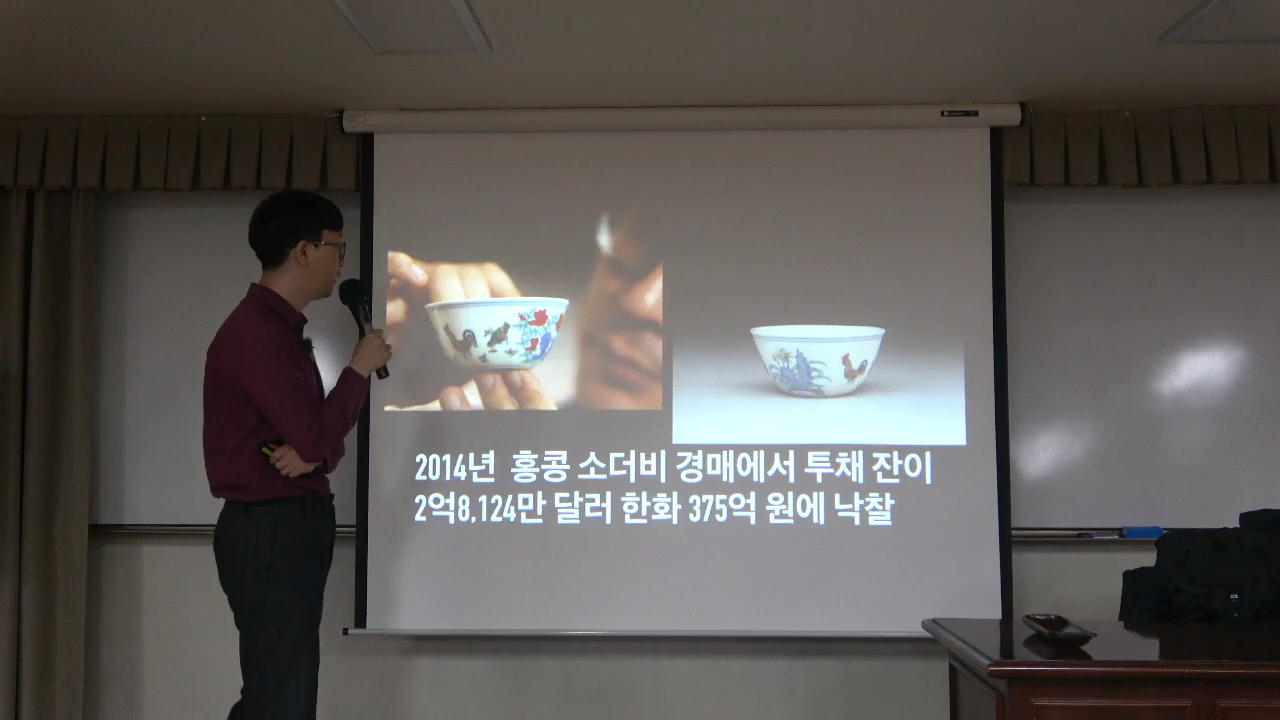 2014년 홍콩 소더비 경매에서 투채 잔이
2억8,124만 달러 한화 375억 원에 낙찰